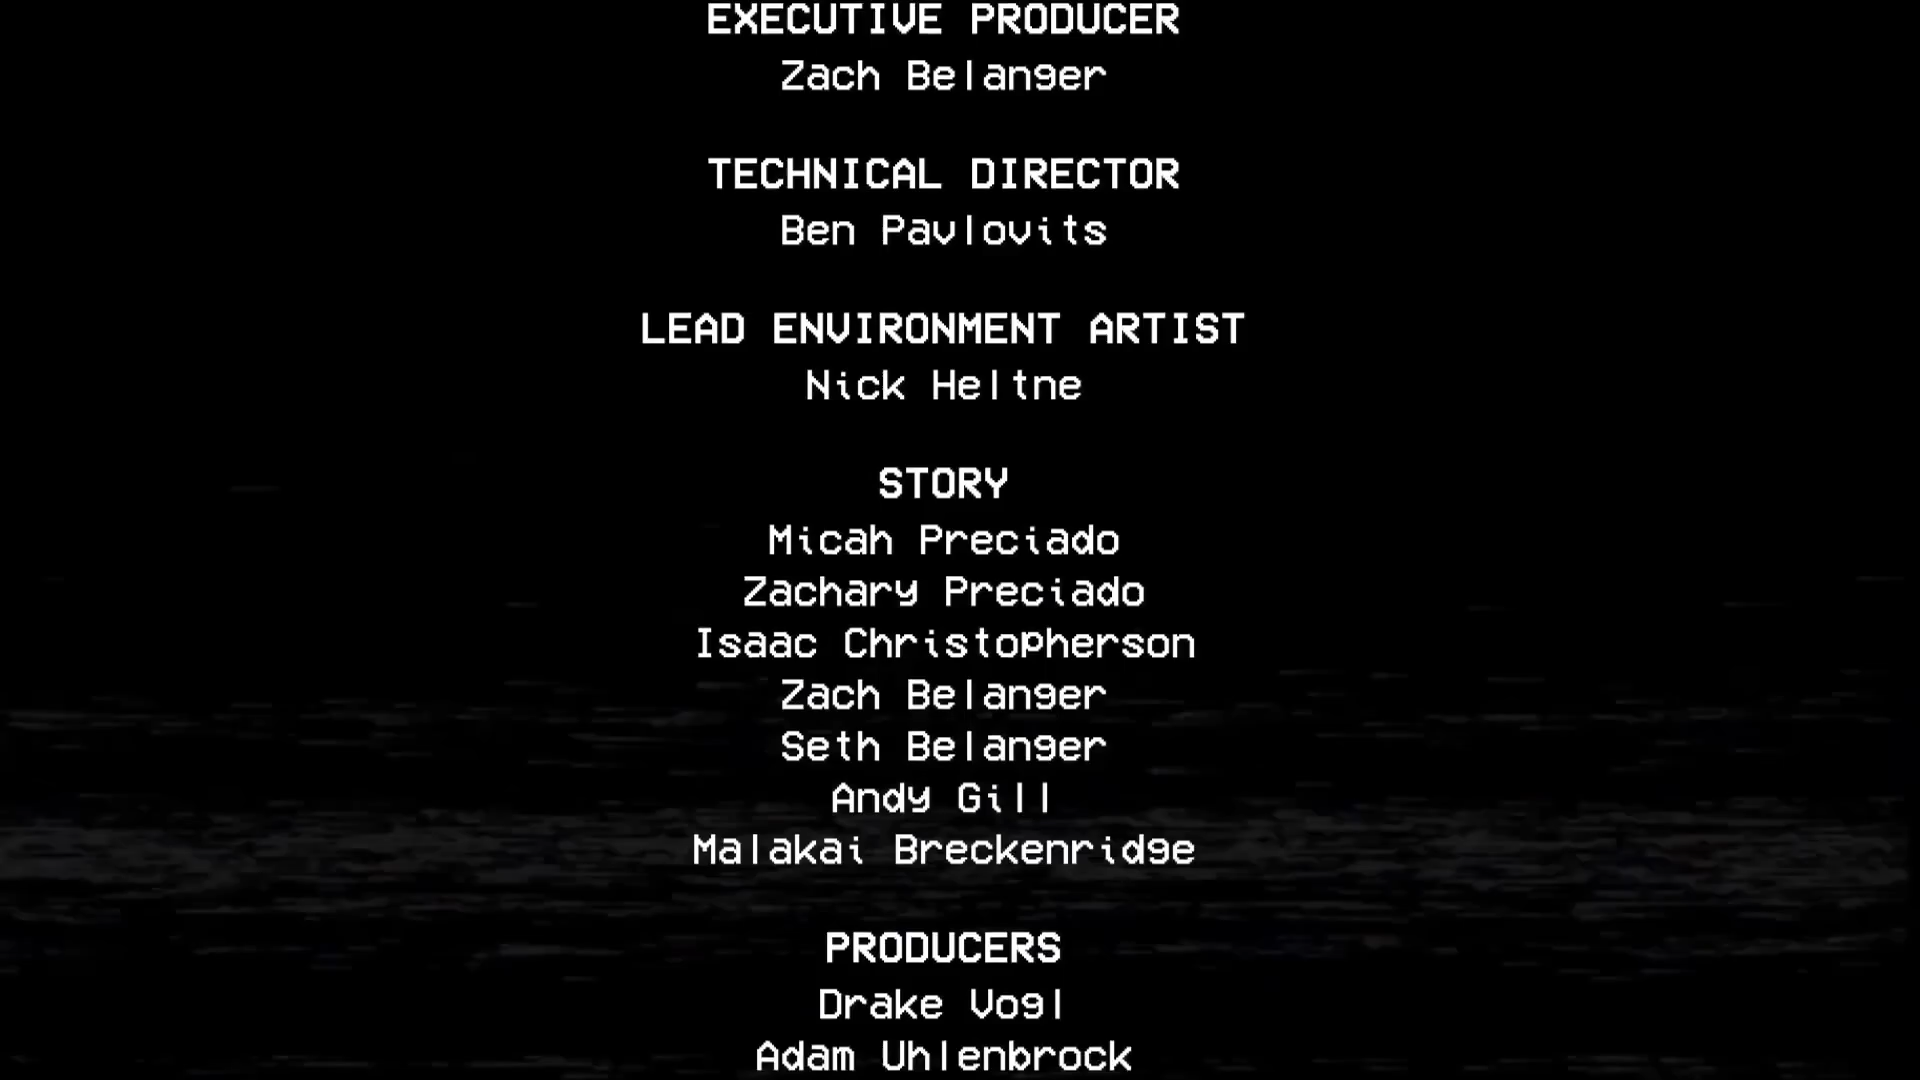 EXECUTIVE PRODUCER
Zach Belanger
TECHNICAL DIRECTOR
Ben Pavlovits
LEAD ENVIRONMENT ARTIST
Nick Heltne
STORY
Micah Preciado
Zachary Preciado
Isaac Christopherson
Zach Belanger
Seth Belanger
Andy Gill
Malakai Breckenridge
PRODUCERS
Drake Vogl
Adam Uhlenbrock